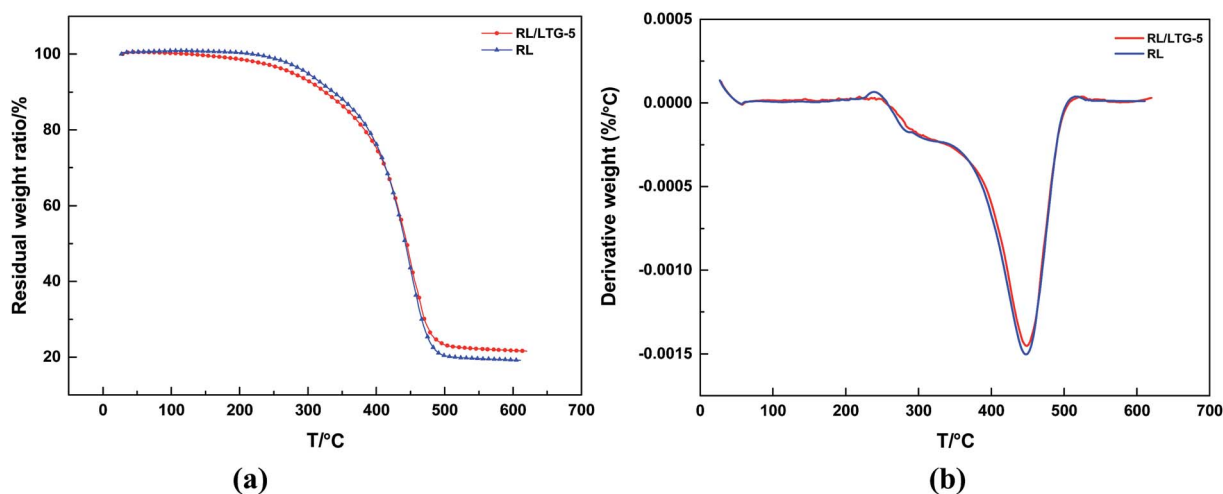 RL/LTG-5
RL
Residual weight ratio/%
100
80
60
40
20
0 100 200 300 400 500 600 700
T/°C
(a)
RL/LTG-5
RL
Derivative weight (%/°C)
0.0005
0.0000
-0.0005
-0.0010
-0.0015
0 100 200 300 400 500 600 700
T/°C
(b)